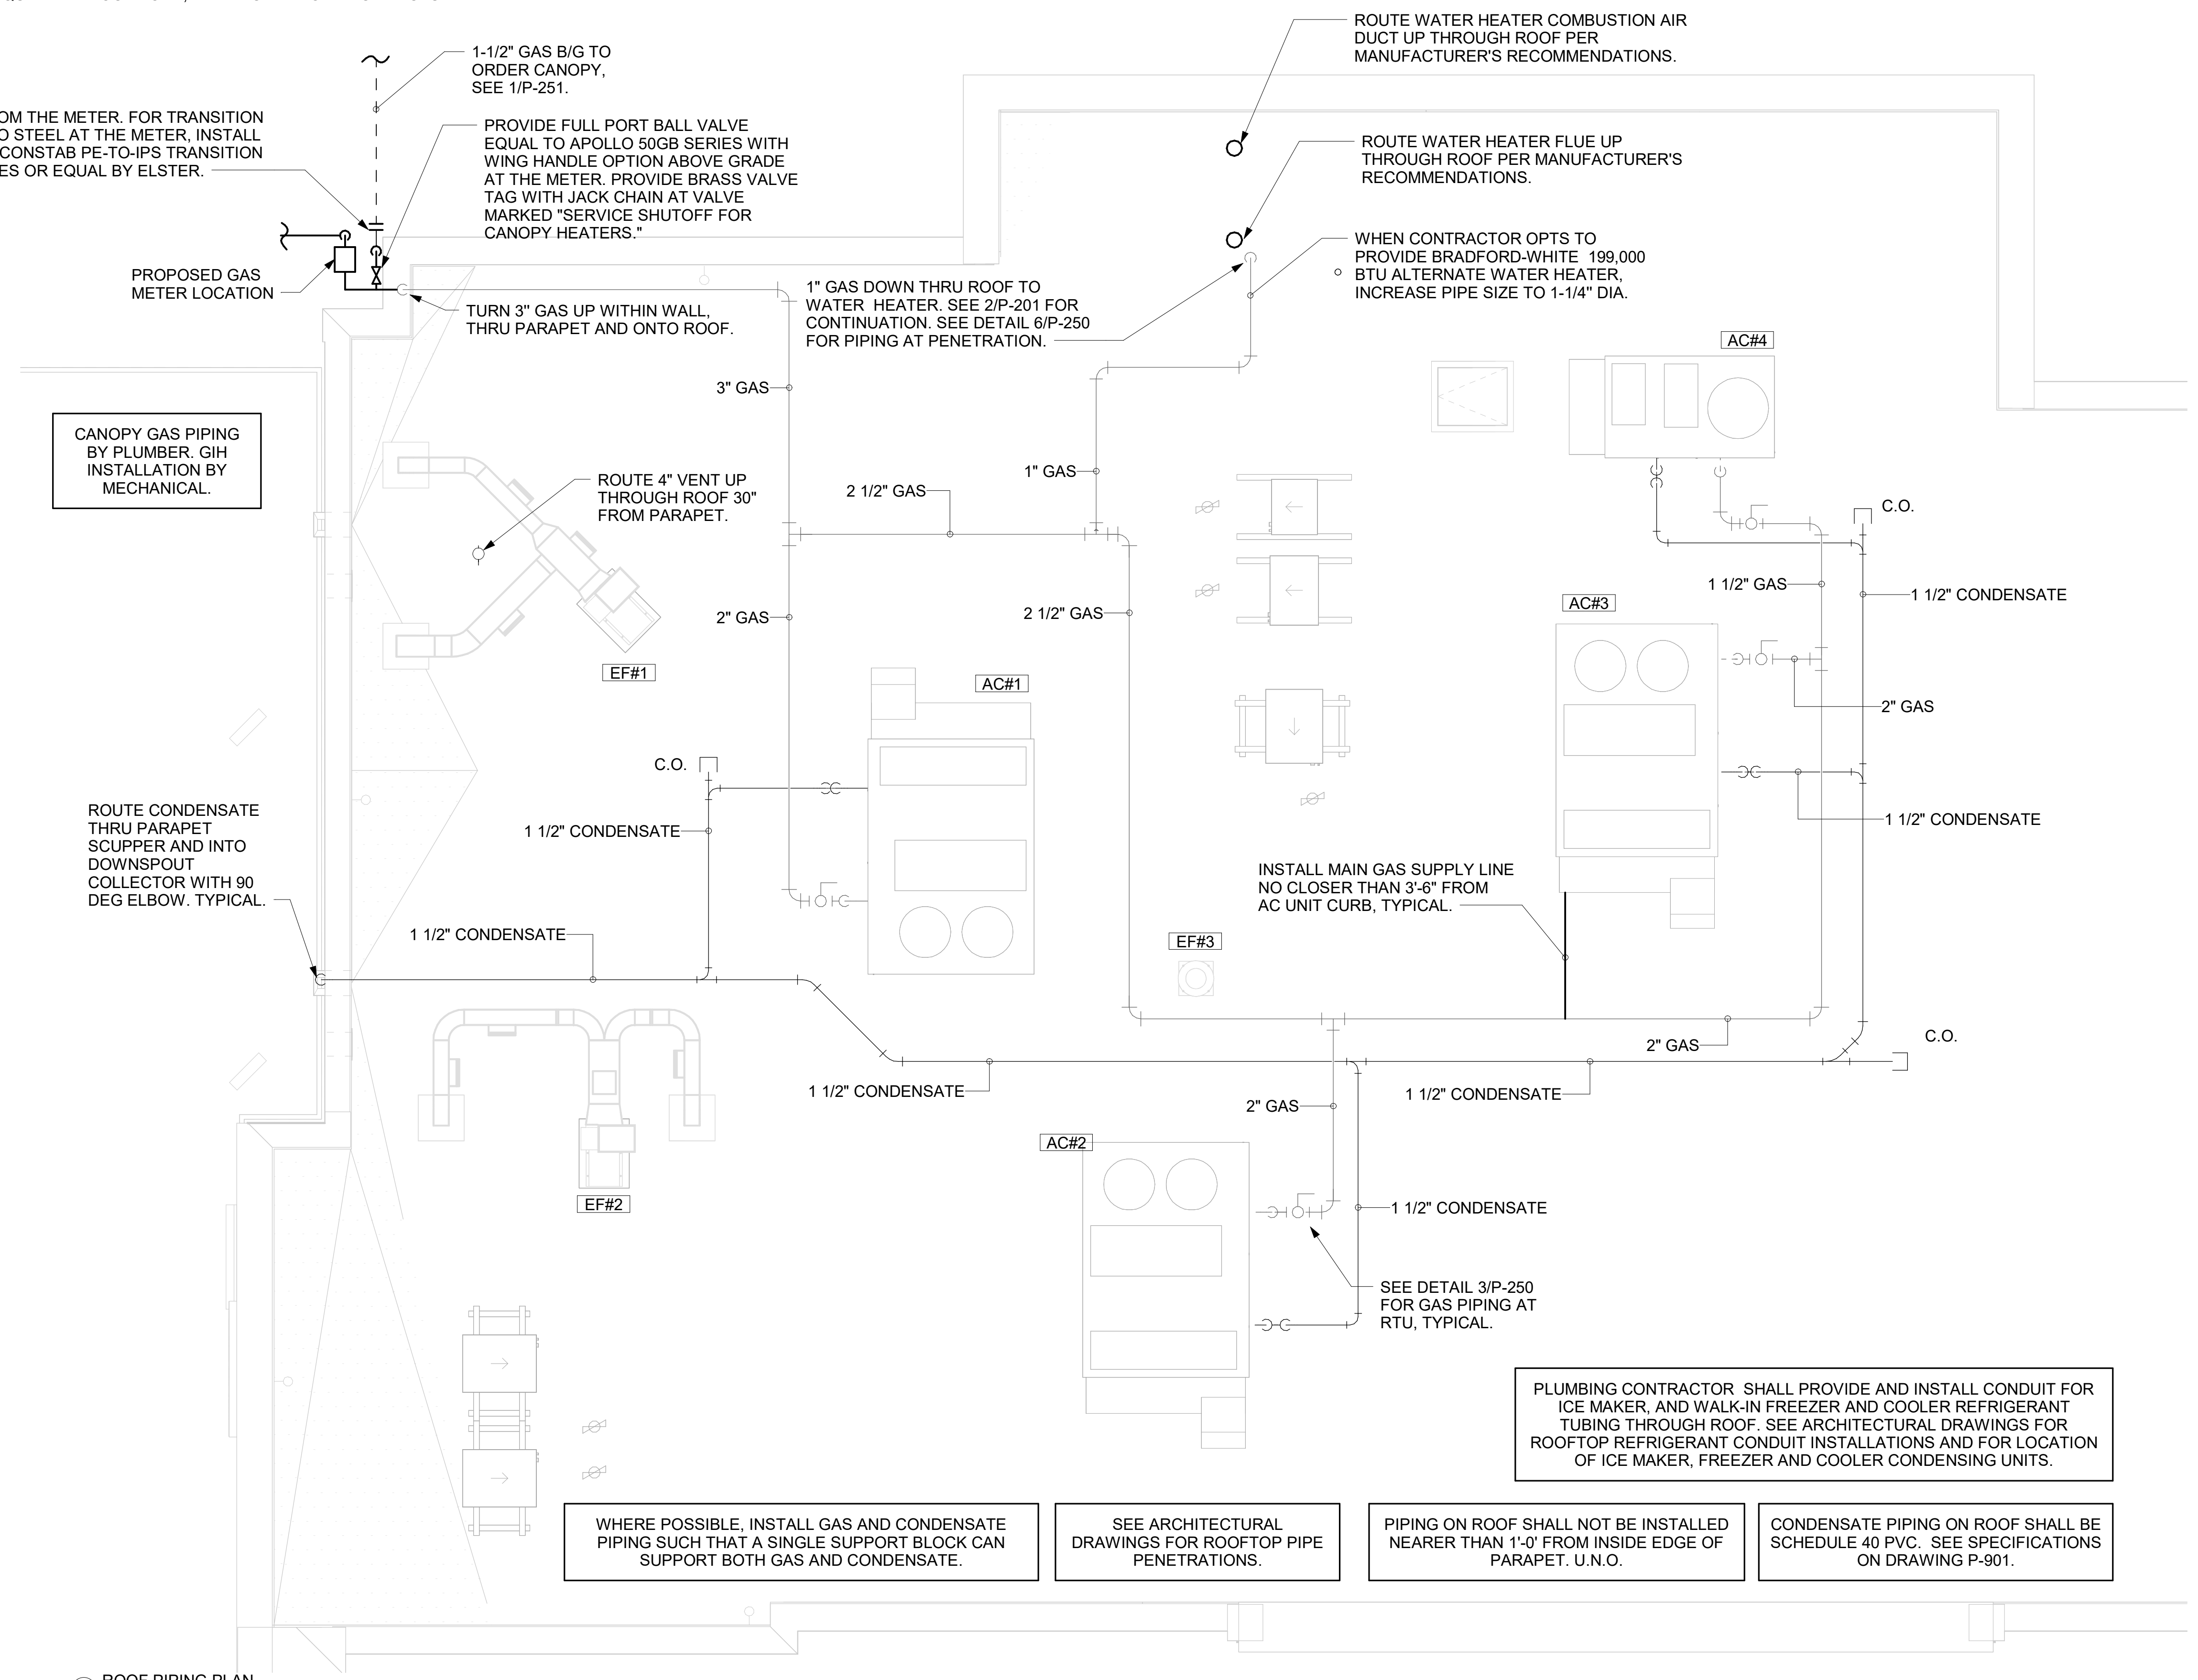 ROUTE WATER HEATER COMBUSTION AIR
DUCT UP THROUGH ROOF PER
MANUFACTURER'S RECOMMENDATIONS.
1-1/2" GAS B/G TO
ORDER CANOPY,
SEE 1/P-251.
OM THE METER. FOR TRANSITION
O STEEL AT THE METER, INSTALL
CONSTAB PE-TO-IPS TRANSITION
ES OR EQUAL BY ELSTER.
PROVIDE FULL PORT BALL VALVE
EQUAL TO APOLLO 50GB SERIES WITH
WING HANDLE OPTION ABOVE GRADE
AT THE METER. PROVIDE BRASS VALVE
TAG WITH JACK CHAIN AT VALVE
MARKED "SERVICE SHUTOFF FOR
CANOPY HEATERS."
ROUTE WATER HEATER FLUE UP
THROUGH ROOF PER MANUFACTURER'S
RECOMMENDATIONS.
PROPOSED GAS
METER LOCATION
TURN 3" GAS UP WITHIN WALL,
THRU PARAPET AND ONTO ROOF.
1" GAS DOWN THRU ROOF TO
WATER HEATER. SEE 2/P-201 FOR
CONTINUATION. SEE DETAIL 6/P-250
FOR PIPING AT PENETRATION.
WHEN CONTRACTOR OPTS TO
PROVIDE BRADFORD-WHITE 199,000
BTU ALTERNATE WATER HEATER,
INCREASE PIPE SIZE TO 1-1/4" DIA.
AC#4
3" GAS
CANOPY GAS PIPING
BY PLUMBER. GIH
INSTALLATION BY
MECHANICAL.
ROUTE 4" VENT UP
THROUGH ROOF 30"
FROM PARAPET.
2 1/2" GAS
1" GAS
C.O.
1 1/2" GAS
1 1/2" CONDENSATE
AC#3
2" GAS
2 1/2" GAS
EF#1
AC#1
2" GAS
C.O.
ROUTE CONDENSATE
THRU PARAPET
SCUPPER AND INTO
DOWNSPOUT
COLLECTOR WITH 90
DEG ELBOW. TYPICAL.
1 1/2" CONDENSATE
1 1/2" CONDENSATE
INSTALL MAIN GAS SUPPLY LINE
NO CLOSER THAN 3'-6" FROM
AC UNIT CURB, TYPICAL.
1 1/2" CONDENSATE
EF#3
C.O.
2" GAS
1 1/2" CONDENSATE
1 1/2" CONDENSATE
2" GAS
AC#2
EF#2
1 1/2" CONDENSATE
SEE DETAIL 3/P-250
FOR GAS PIPING AT
RTU, TYPICAL.
PLUMBING CONTRACTOR SHALL PROVIDE AND INSTALL CONDUIT FOR
ICE MAKER, AND WALK-IN FREEZER AND COOLER REFRIGERANT
TUBING THROUGH ROOF. SEE ARCHITECTURAL DRAWINGS FOR
ROOFTOP REFRIGERANT CONDUIT INSTALLATIONS AND FOR LOCATION
OF ICE MAKER, FREEZER AND COOLER CONDENSING UNITS.
WHERE POSSIBLE, INSTALL GAS AND CONDENSATE
PIPING SUCH THAT A SINGLE SUPPORT BLOCK CAN
SUPPORT BOTH GAS AND CONDENSATE.
SEE ARCHITECTURAL
DRAWINGS FOR ROOFTOP PIPE
PENETRATIONS.
PIPING ON ROOF SHALL NOT BE INSTALLED
NEARER THAN 1'-0' FROM INSIDE EDGE OF
PARAPET. U.N.O.
CONDENSATE PIPING ON ROOF SHALL BE
SCHEDULE 40 PVC. SEE SPECIFICATIONS
ON DRAWING P-901.
ROOF PIPING PLAN